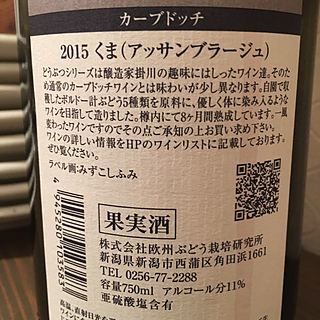 カーブドッチ
2015 くま(アッサンブラージュ)
どうぶつシリーズは醸造家掛川の趣味にはしったワイン達。そのた
め通常のカーブドッチワインとは味わいが少し異なります。自園で収
穫したボルドー計ぶどう5種類を原料に、優しく体に染み入るような
ワインを目指して造りました。樽内にて8ヶ月間熟成しています。一風
変わったワインですのでその点ご承知の上お買い求め下さい。
ワインの詳しい情報をHPのワインリストに記載しております。
ぜひ覧ください。
ラベル画/みずこしふみ
4 995280 103583
果実酒
株式会社欧州ぶどう栽培研究所
新潟県新潟市西蒲区角田浜1661
TEL 0256-77-2288
容量750ml アルコール分11%
亜硫酸塩含有